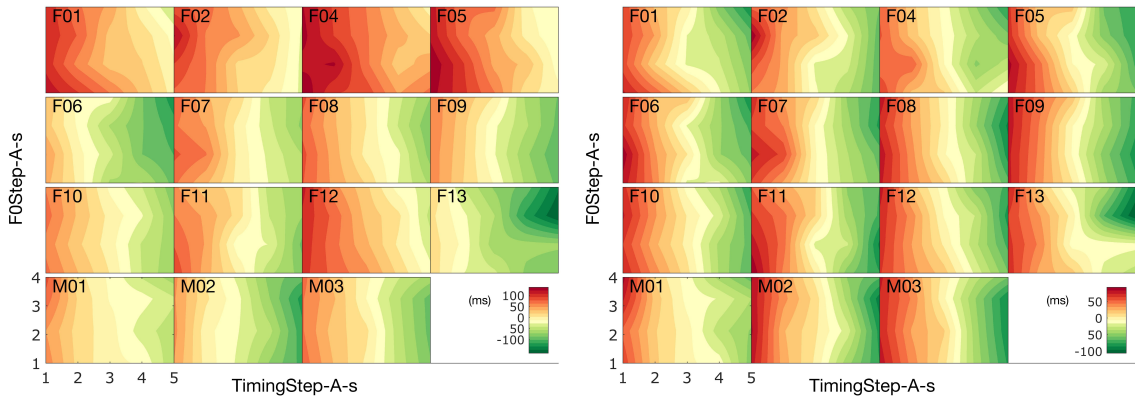 F01 F02 F04 F05
F06 F07 F08 F09
F10 F11 F12 F13
M01 M02 M03
F0Step-A-s
4
3
2
1
1 2 3 4 5
TimingStep-A-s
(ms)
100
50
0
-50
-100
F01 F02 F04 F05
F06 F07 F08 F09
F10 F11 F12 F13
M01 M02 M03
F0Step-A-s
4
3
2
1
1 2 3 4 5
TimingStep-A-s
(ms)
50
0
50
-100